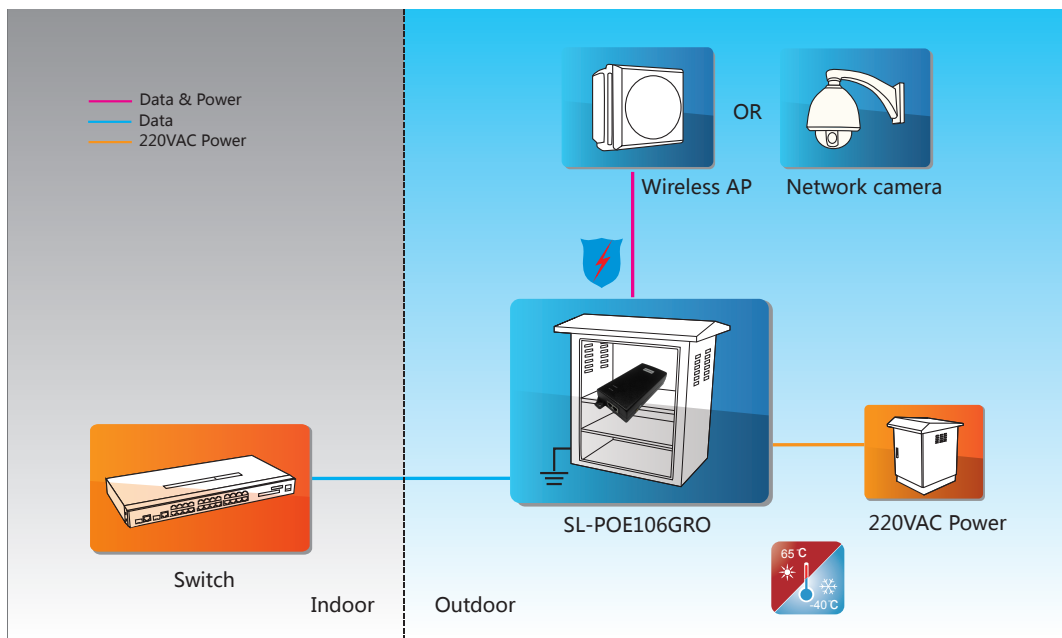 Data & Power
Data
220VAC Power
OR
Wireless AP
Network camera
SL-POE106GRO
220VAC Power
Switch
65℃
-40℃
Indoor
Outdoor